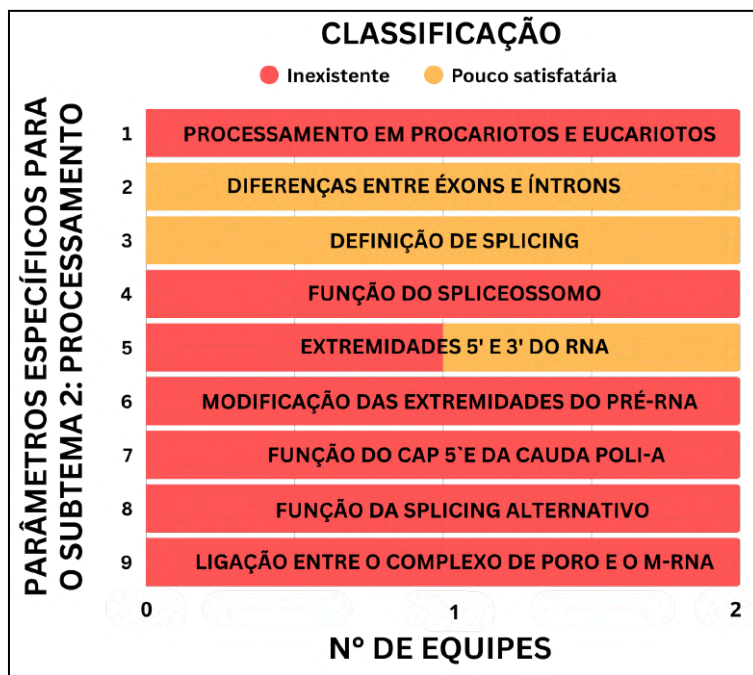 CLASSIFICAÇÃO
Inexistente
Pouco satisfatária
PARÂMETROS ESPECÍFICOS PARA
O SUBTEMA 2: PROCESSAMENTO
1 PROCESSAMENTO EM PROCARIOTOS E EUCARIOTOS
2 DIFERENÇAS ENTRE ÉXONS E ÍNTRONS
3 DEFINIÇÃO DE SPLICING
4 FUNÇÃO DO SPLICEOSSOMO
5 EXTREMIDADES 5' E 3' DO RNA
6 MODIFICAÇÃO DAS EXTREMIDADES DO PRÉ-RNA
7 FUNÇÃO DO CAP 5`E DA CAUDA POLI-A
8 FUNÇÃO DA SPLICING ALTERNATIVO
9 LIGAÇÃO ENTRE O COMPLEXO DE PORO E O M-RNA
0 1 2
Nº DE EQUIPES